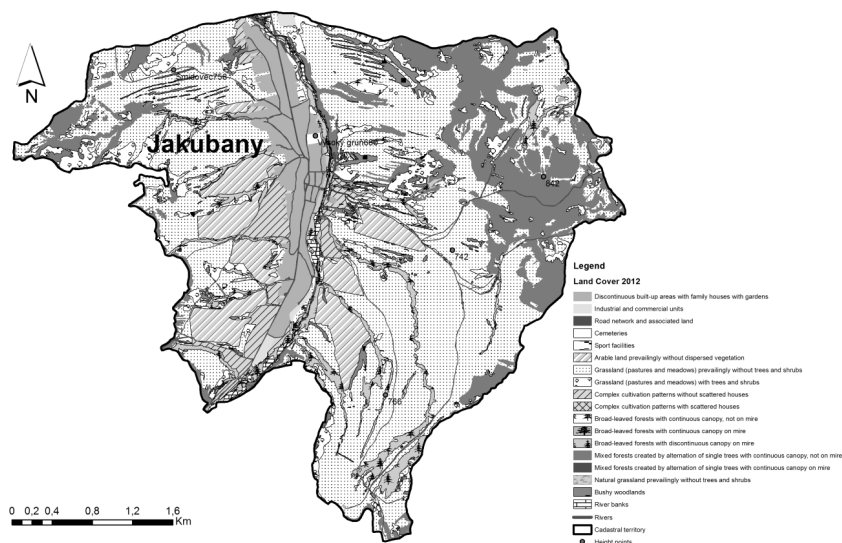 Smidovec758
N
Jakubany
Vysoký grúň686
842
742
766
Legend
Land Cover 2012
Discontinuous built-up areas with family houses with gardens
Industrial and commercial units
Road network and associated land
Cemeteries
Sport facilities
Arable land prevailingly without dispersed vegetation
Grassland (pastures and meadows) prevailingly without trees and shrubs
Grassland (pastures and meadows) with trees and shrubs
Complex cultivation patterns without scattered houses
Complex cultivation patterns with scattered houses
Broad-leaved forests with continuous canopy, not on mire
Broad-leaved forests with continuous canopy on mire
Broad-leaved forests with discontinuous canopy on mire
Mixed forests created by alternation of single trees with continuous canopy, not on mire
Mixed forests created by alternation of single trees with continuous canopy on mire
Natural grassland prevailingly without trees and shrubs
Bushy woodlands
River banks
Rivers
Cadastral territory
Height points
0 0,2 0,4 0,8 1,2 1,6
Km